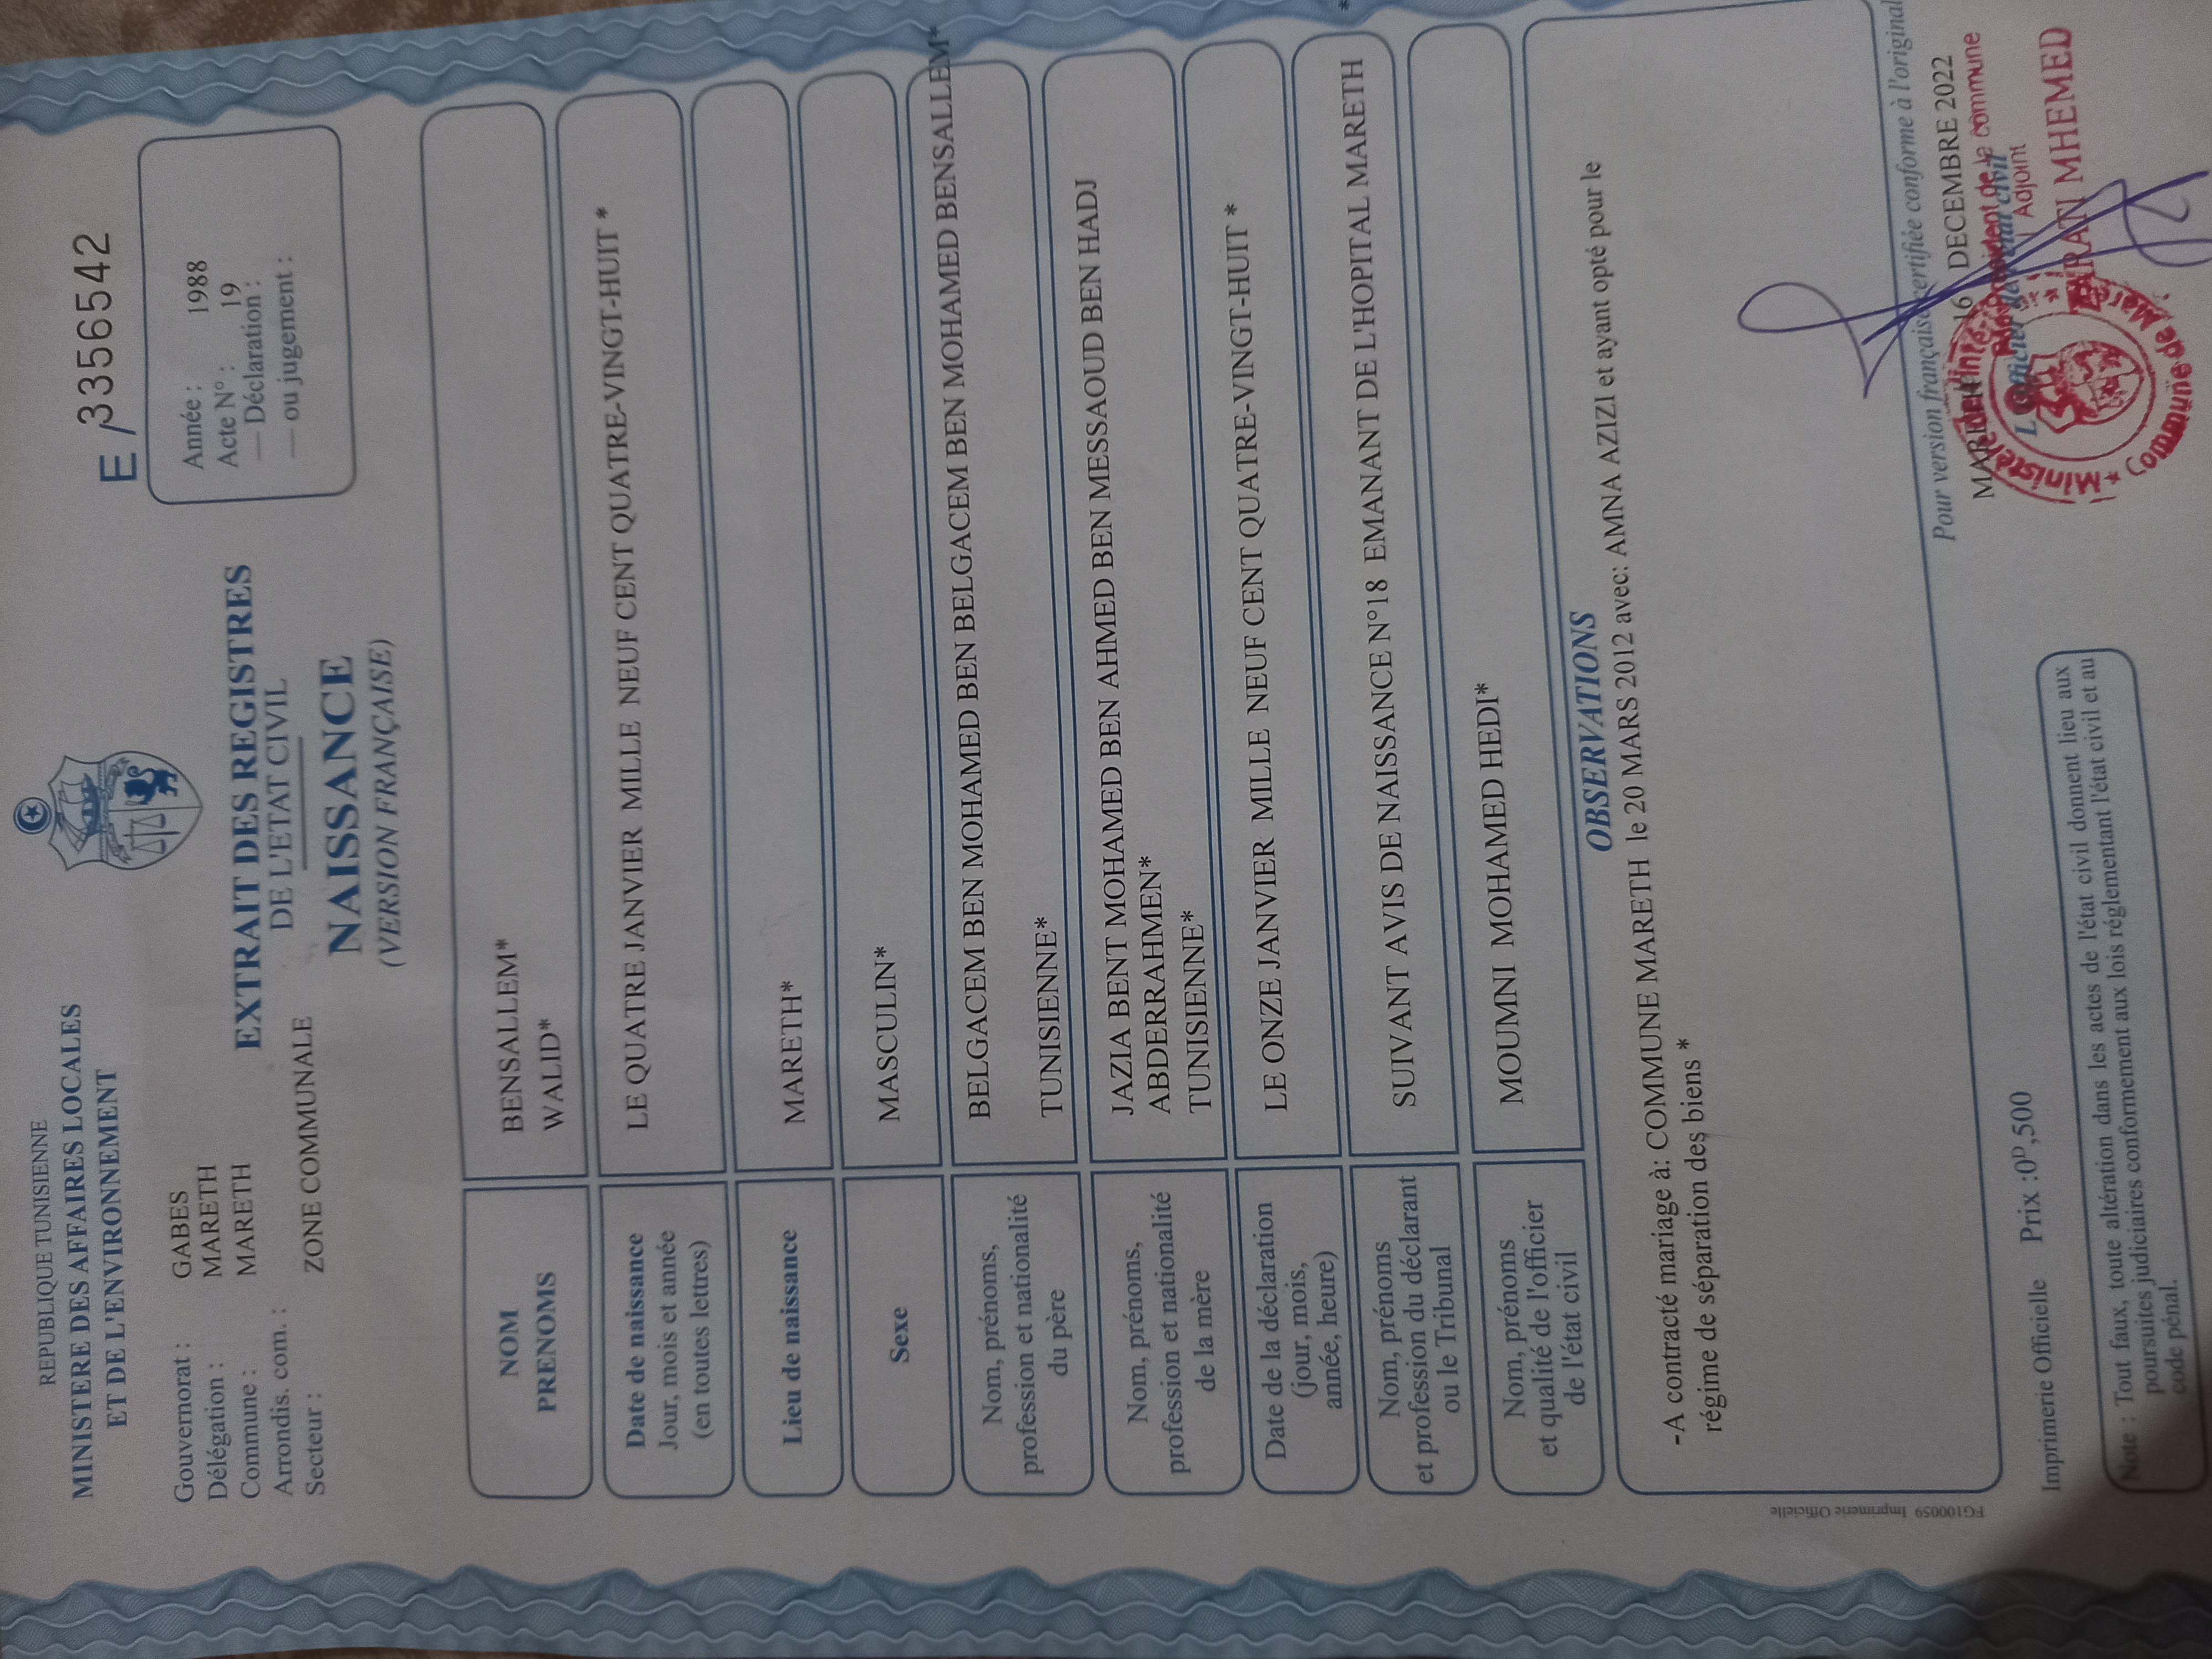 REPUBLIQUE TUNISIENNE
MINISTERE DES AFFAIRES LOCALES
ET DE L'ENVIRONNEMENT
E /3356542
Gouvernorat : GABES
Délégation : MARETH
Commune : MARETH
Arrondis. com. :
Secteur : ZONE COMMUNALE
EXTRAIT DES REGISTRES
DE L'ETAT CIVIL
NAISSANCE
(VERSION FRANÇAISE)
Année : 1988
Acte N° : 19
— Déclaration :
— ou jugement :
NOM BENSALLEM*
PRENOMS WALID*
Date de naissance
Jour, mois et année
(en toutes lettres)
LE QUATRE JANVIER MILLE NEUF CENT QUATRE-VINGT-HUIT *
Lieu de naissance MARETH*
Sexe MASCULIN*
Nom, prénoms,
profession et nationalité
du père
BELGACEM BEN MOHAMED BEN BELGACEM BEN MOHAMED BENSALLEM*
TUNISIENNE*
Nom, prénoms,
profession et nationalité
de la mère
JAZIA BENT MOHAMED BEN AHMED BEN MESSAOUD BEN HADJ
ABDERRAHMEN*
TUNISIENNE*
Date de la déclaration
(jour, mois,
année, heure)
LE ONZE JANVIER MILLE NEUF CENT QUATRE-VINGT-HUIT *
Nom, prénoms
et profession du déclarant
ou le Tribunal
SUIVANT AVIS DE NAISSANCE N°18 EMANANT DE L'HOPITAL MARETH *
Nom, prénoms
et qualité de l'officier
de l'état civil
MOUMNI MOHAMED HEDI*
OBSERVATIONS
-A contracté mariage à: COMMUNE MARETH le 20 MARS 2012 avec: AMNA AZIZI et ayant opté pour le
régime de séparation des biens *
FG100059 Imprimerie Officielle
Pour version française certifiée conforme à l'original
16 DECEMBRE 2022
de la commune
Adjoint
MHEMED
Imprimerie Officielle Prix :0ᴰ,500
Note : Tout faux, toute altération dans les actes de l'état civil donnent lieu aux
poursuites judiciaires conformement aux lois réglementant l'état civil et au
code pénal.